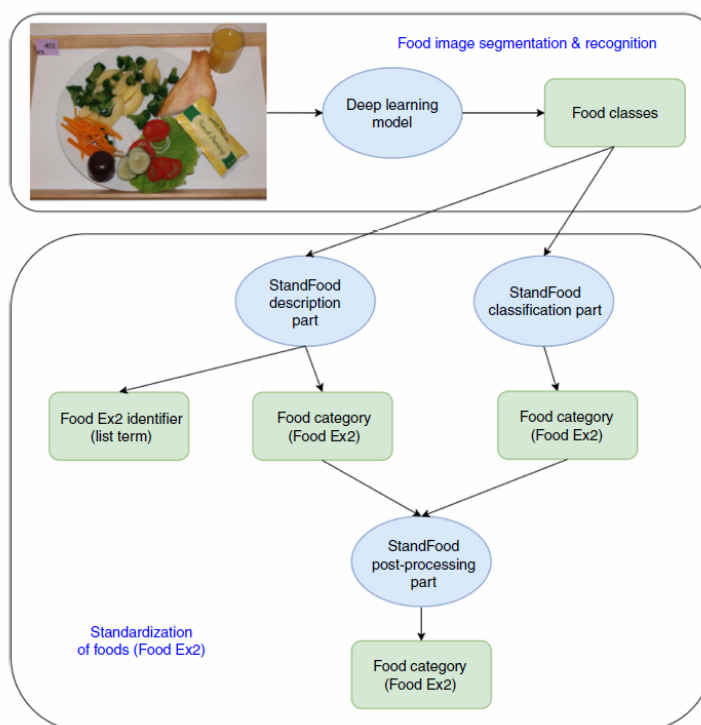 Food image segmentation & recognition
Deep learning
model
Food classes
StandFood
description
part
StandFood
classification part
Food Ex2 identifier
(list term)
Food category
(Food Ex2)
Food category
(Food Ex2)
StandFood
post-processing
part
Standardization
of foods (Food Ex2)
Food category
(Food Ex2)